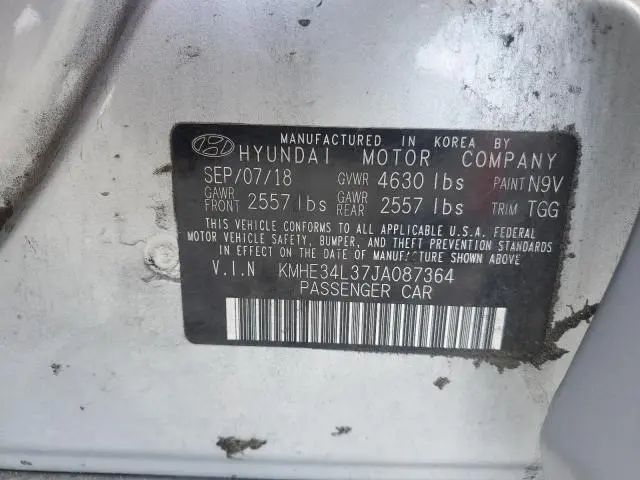 MANUFACTURED IN KOREA BY
HYUNDAI MOTOR COMPANY
SEP/07/18 GVWR 4630 lbs PAINT N9V
GAWR FRONT 2557 lbs GAWR REAR 2557 lbs TRIM TGG
THIS VEHICLE CONFORMS TO ALL APPLICABLE U.S.A. FEDERAL
MOTOR VEHICLE SAFETY, BUMPER, AND THEFT PREVENTION STANDARDS
IN EFFECT ON THE DATE OF MANUFACTURE SHOWN ABOVE.
V.I.N KMHE34L37JA087364
PASSENGER CAR